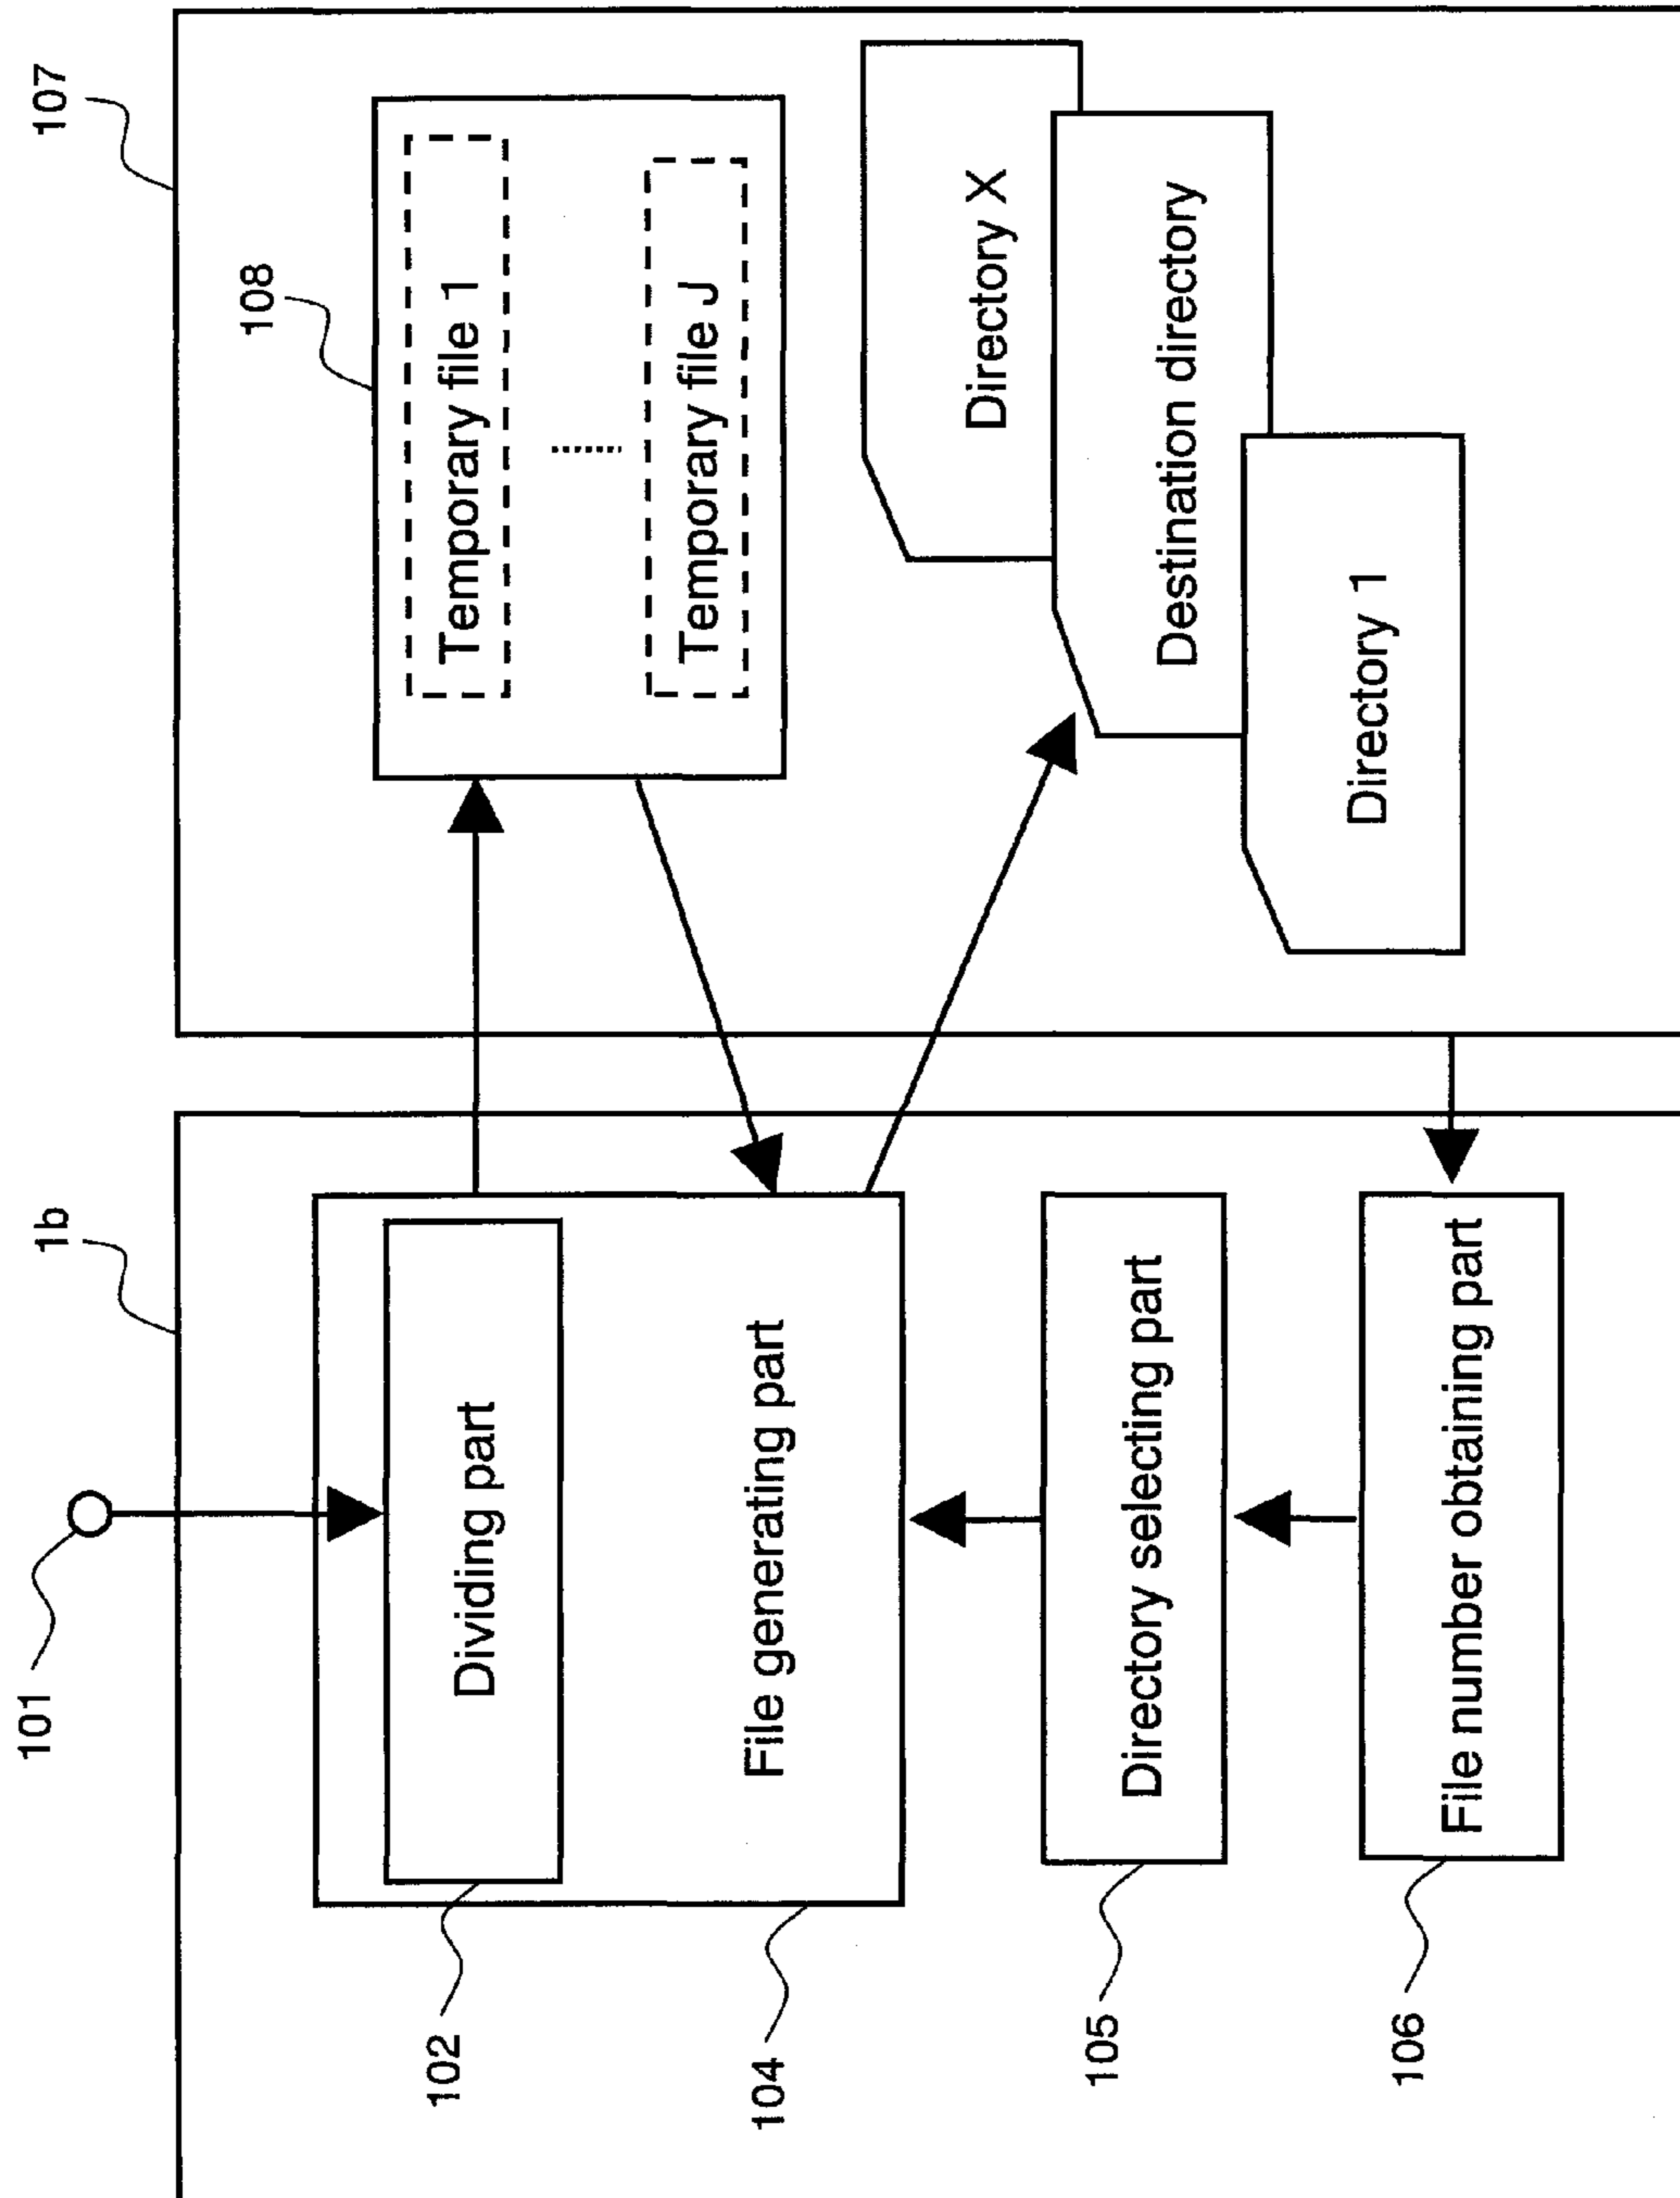 101
1b
107
102
Dividing part
104
File generating part
105
Directory selecting part
106
File number obtaining part
108
Temporary file 1
Temporary file J
Directory X
Destination directory
Directory 1